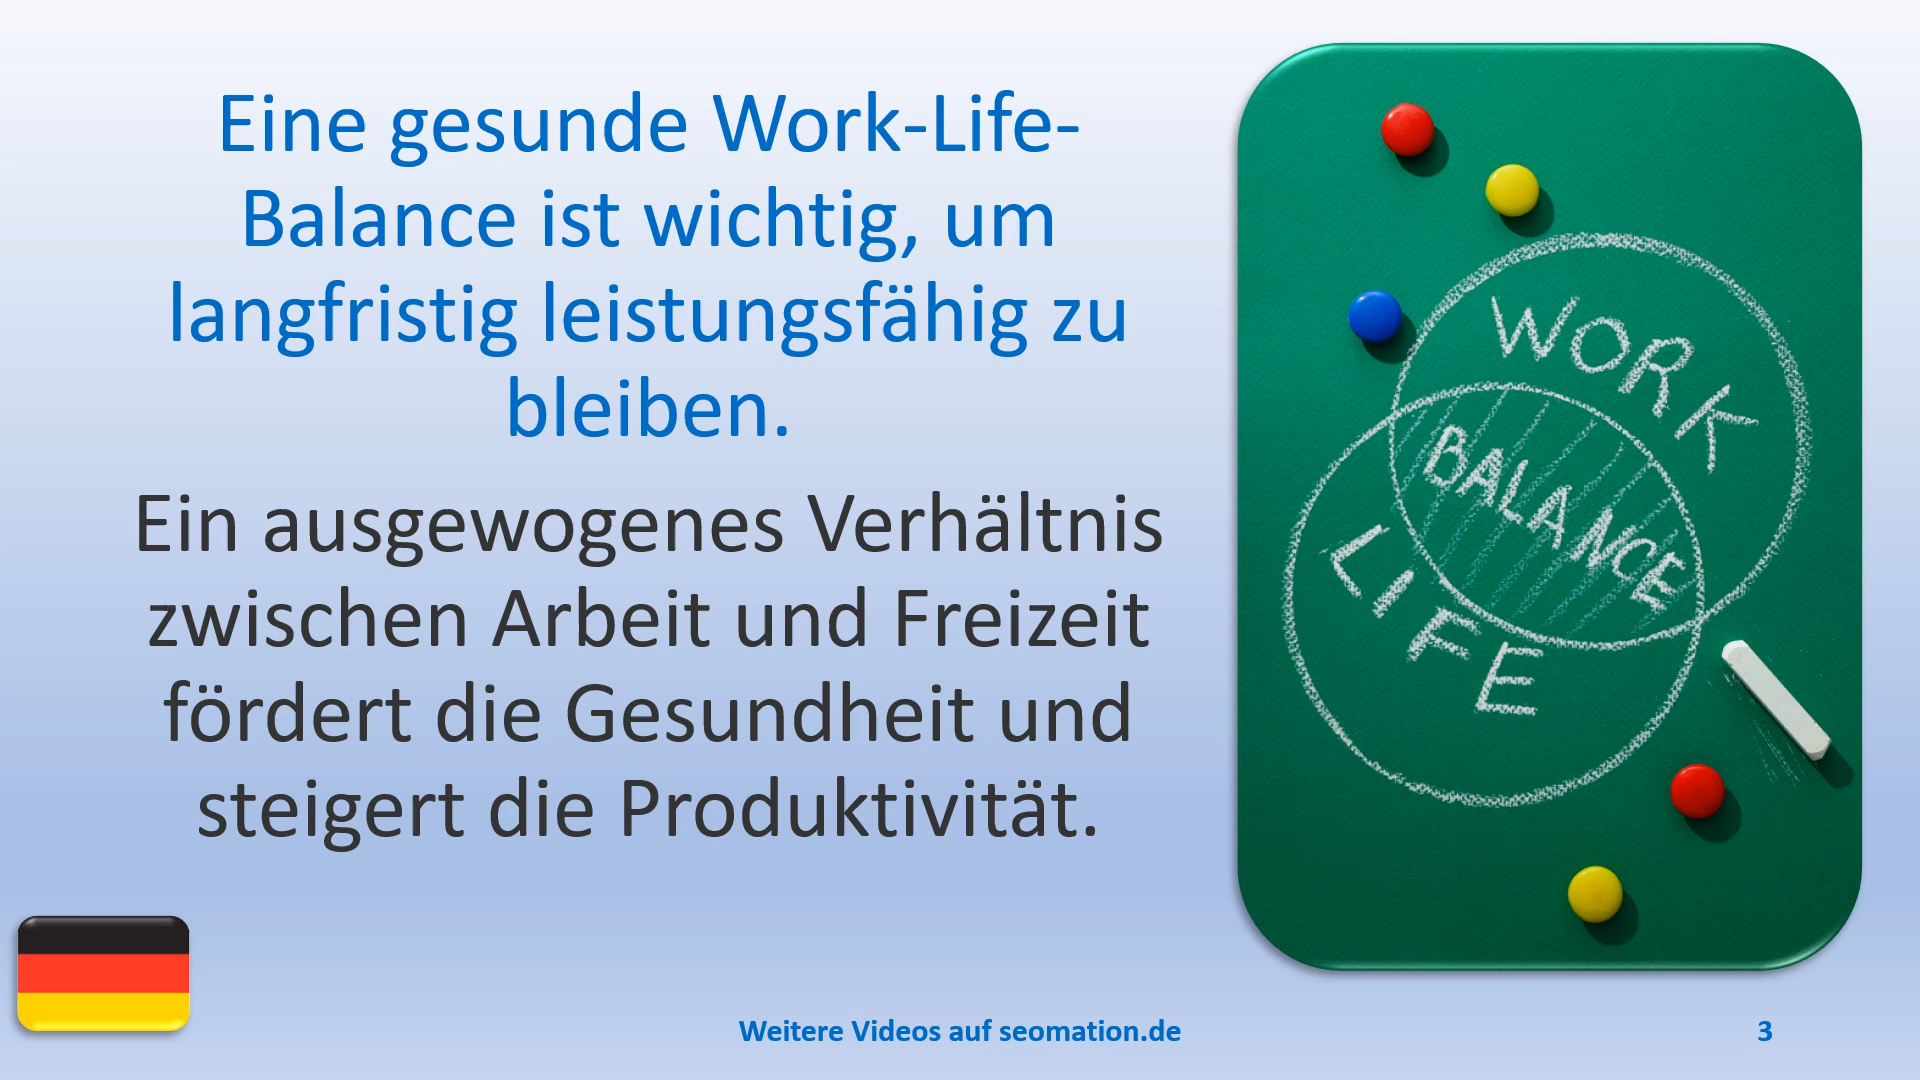 Eine gesunde Work-Life-
Balance ist wichtig, um
langfristig leistungsfähig zu
bleiben.
Ein ausgewogenes Verhältnis
zwischen Arbeit und Freizeit
fördert die Gesundheit und
steigert die Produktivität.
WORK
BALANCE
LIFE
Weitere Videos auf seomation.de
3